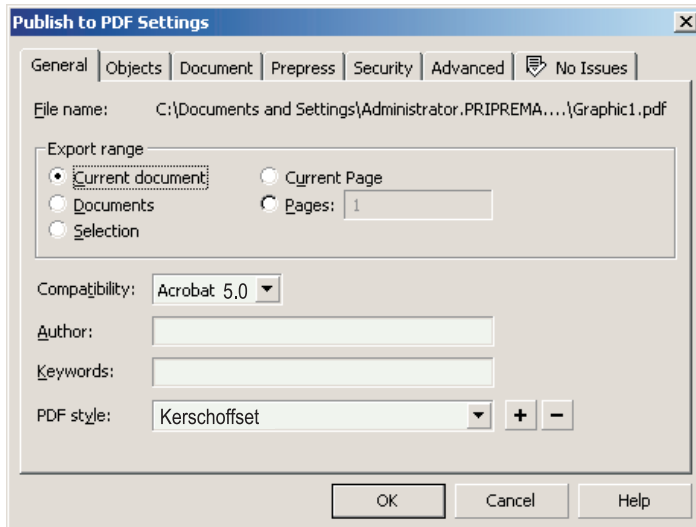 Publish to PDF Settings
General Objects Document Prepress Security Advanced No Issues
File name: C:\Documents and Settings\Administrator.PRIPREMA....\Graphic1.pdf
Export range
Current document Current Page
Documents Pages: 1
Selection
Compatibility: Acrobat 5.0
Author:
Keywords:
PDF style: Kerschoffset
OK Cancel Help